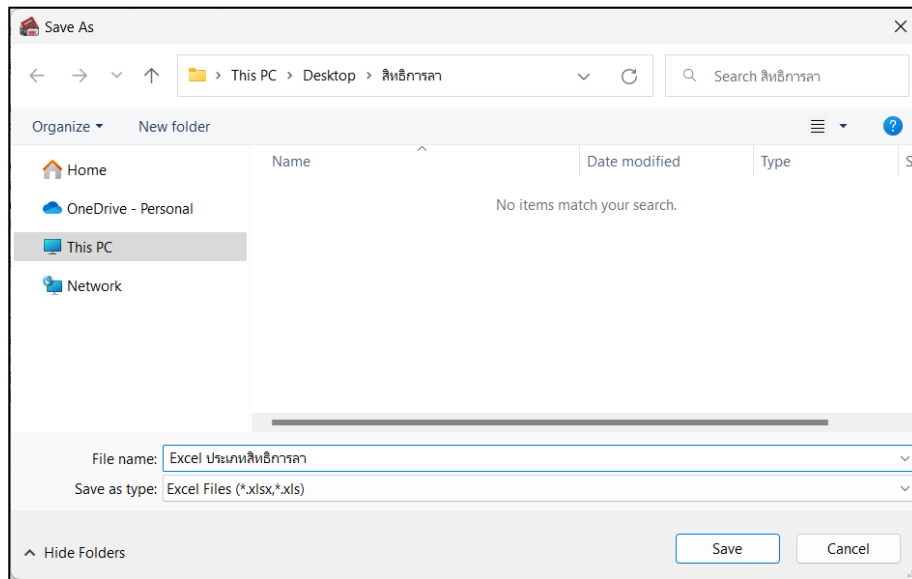 Save As
This PC > Desktop > สิทธิการลา
Search สิทธิการลา
Organize
New folder
Name
Date modified
Type
S
Home
OneDrive - Personal
This PC
Network
No items match your search.
File name: Excel ประเภทสิทธิการลา
Save as type: Excel Files (*.xlsx,*.xls)
Hide Folders
Save
Cancel